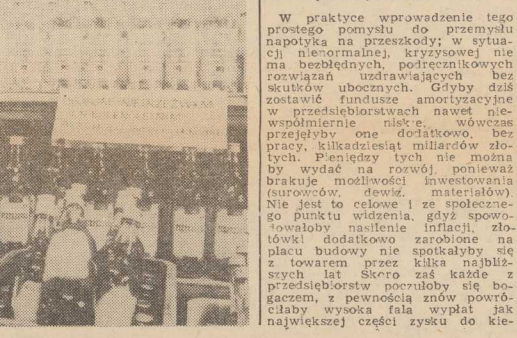 W praktyce wprowadzenie tego
prostego pomysłu do przemysłu
napotyka na przeszkody; w sytua-
cji nienormalnej, kryzysowej nie
ma bezbłędnych, podręcznikowych
rozwiązań uzdrawiających bez
skutków ubocznych. Gdyby dziś
zostawić fundusze amortyzacyjne
w przedsiębiorstwach nawet nie-
współmiernie niskie, wówczas
przejęłyby one dodatkowo, bez
pracy, kilkadziesiąt miliardów zło-
tych. Pieniędzy tych nie można
by wydać na rozwój, ponieważ
brakuje możliwości inwestowania
(surowców, dewiz, materiałów).
Nie jest to celowe i ze społeczne-
go punktu widzenia, gdyż spowo-
dowałoby nasilenie inflacji, zło-
tówki dodatkowo zarobione na
placu budowy nie spotkałyby się
z towarem przez kilka najbliż-
szych lat Skoro zaś każde z
przedsiębiorstw poczułoby się bo-
gaczem, z pewnością znów powró-
ciłaby wysoka fala wypłat jak
największej części zysku do kie-